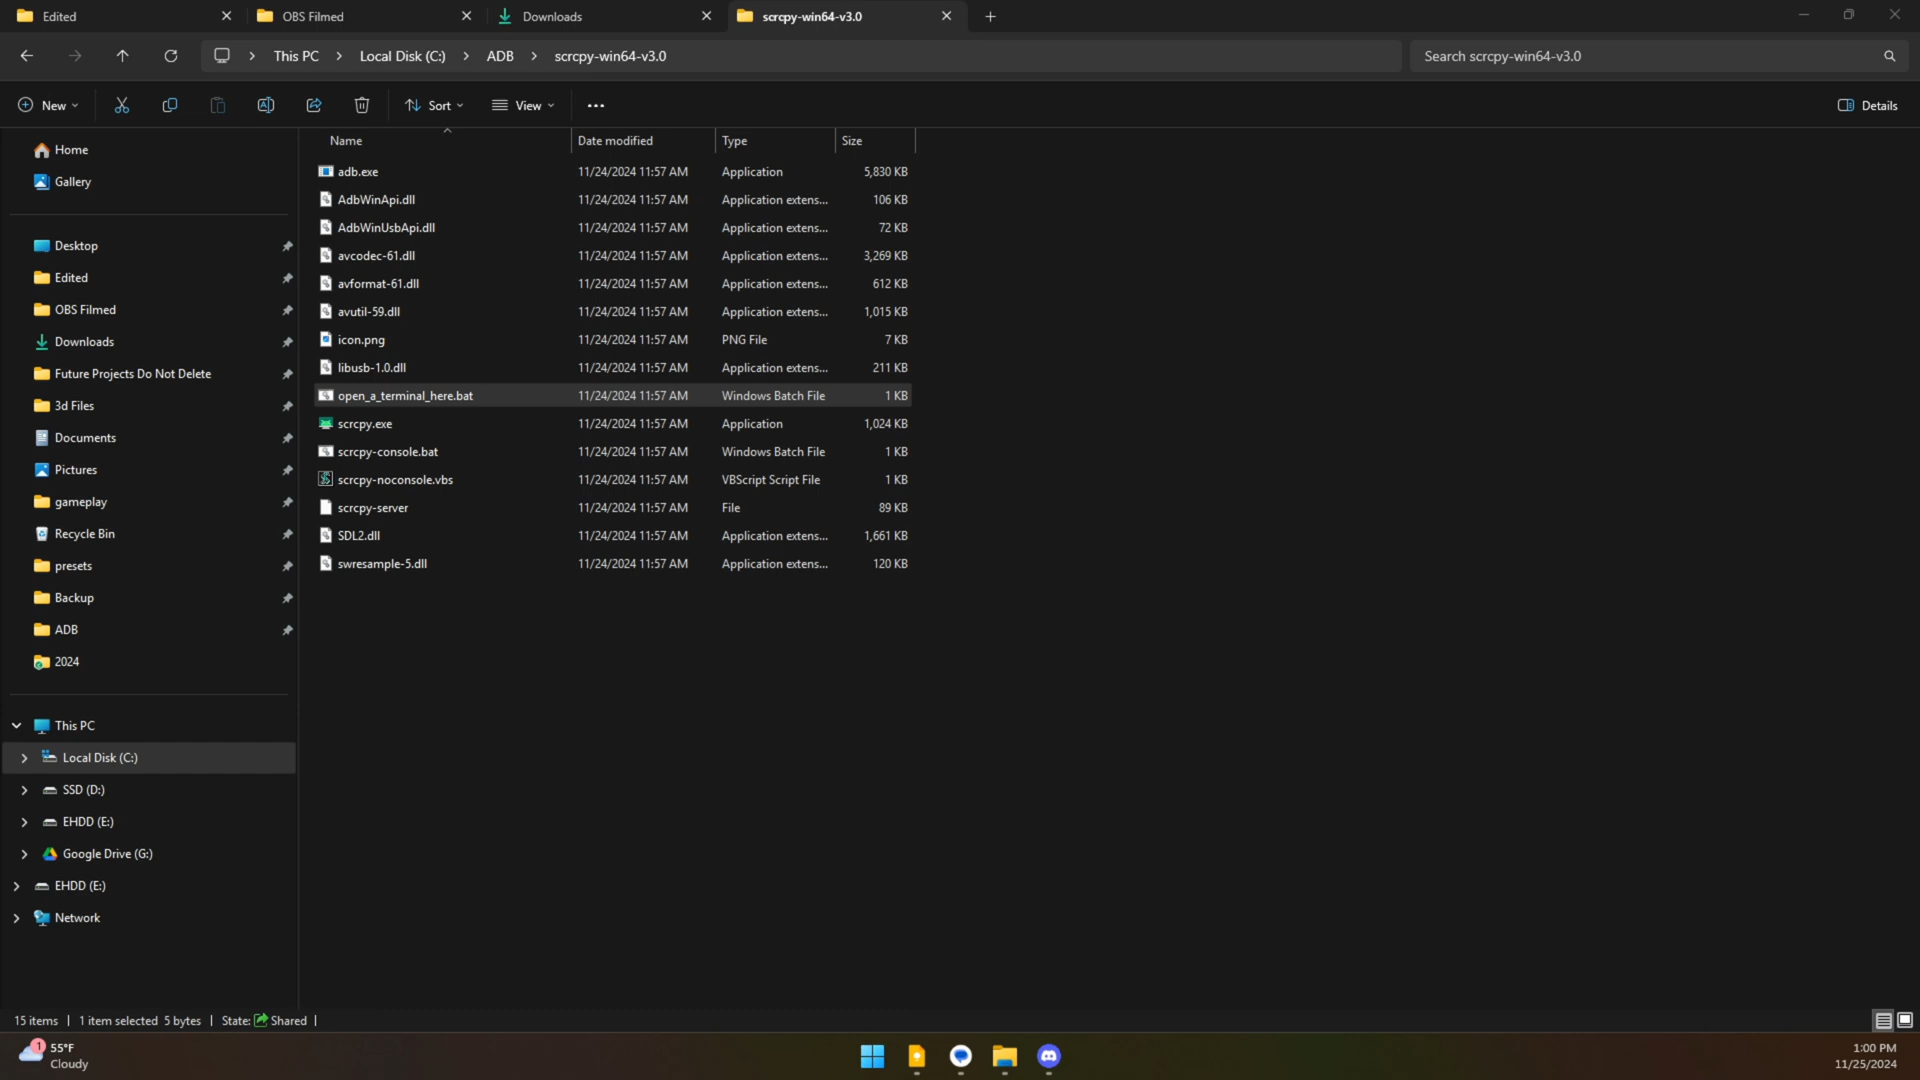 Edited
OBS Filmed
Downloads
scrcpy-win64-v3.0
This PC
Local Disk (C:)
ADB
scrcpy-win64-v3.0
Search scrcpy-win64-v3.0
New
Sort
View
Details
Home
Gallery
Desktop
Edited
OBS Filmed
Downloads
Future Projects Do Not Delete
3d Files
Documents
Pictures
gameplay
Recycle Bin
presets
Backup
ADB
2024
This PC
Local Disk (C:)
SSD (D:)
EHDD (E:)
Google Drive (G:)
EHDD (E:)
Network
Name Date modified Type Size
adb.exe 11/24/2024 11:57 AM Application 5,830 KB
AdbWinApi.dll 11/24/2024 11:57 AM Application extens... 106 KB
AdbWinUsbApi.dll 11/24/2024 11:57 AM Application extens... 72 KB
avcodec-61.dll 11/24/2024 11:57 AM Application extens... 3,269 KB
avformat-61.dll 11/24/2024 11:57 AM Application extens... 612 KB
avutil-59.dll 11/24/2024 11:57 AM Application extens... 1,015 KB
icon.png 11/24/2024 11:57 AM PNG File 7 KB
libusb-1.0.dll 11/24/2024 11:57 AM Application extens... 211 KB
open_a_terminal_here.bat 11/24/2024 11:57 AM Windows Batch File 1 KB
scrcpy.exe 11/24/2024 11:57 AM Application 1,024 KB
scrcpy-console.bat 11/24/2024 11:57 AM Windows Batch File 1 KB
scrcpy-noconsole.vbs 11/24/2024 11:57 AM VBScript Script File 1 KB
scrcpy-server 11/24/2024 11:57 AM File 89 KB
SDL2.dll 11/24/2024 11:57 AM Application extens... 1,661 KB
swresample-5.dll 11/24/2024 11:57 AM Application extens... 120 KB
15 items | 1 item selected 5 bytes | State: Shared |
1
55°F
Cloudy
1:00 PM
11/25/2024